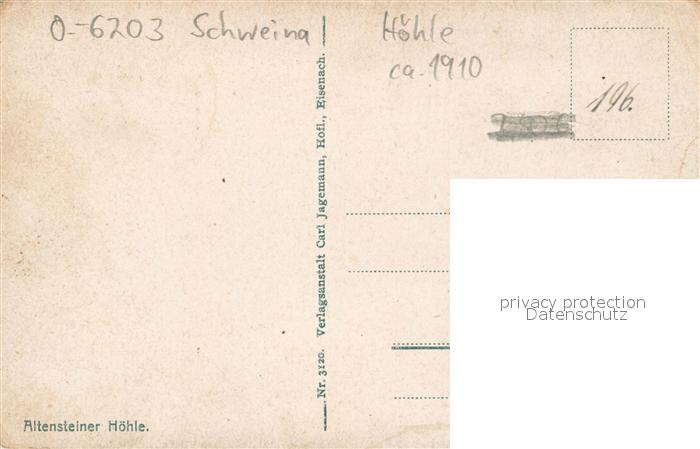 O-6203 Schweina Höhle
ca. 1910
196.
Nr. 3120. Verlagsanstalt Carl Jagemann, Hofl., Eisenach.
privacy protection
Datenschutz
Altensteiner Höhle.